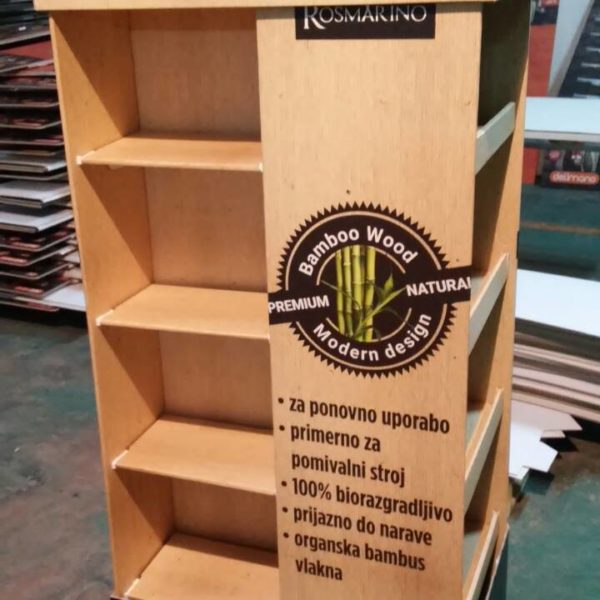 ROSMARINO
Bamboo Wood
PREMIUM
NATURAL
Modern design
• za ponovno uporabo
• primerno za
pomivalni stroj
• 100% biorazgradljivo
• prijazno do narave
• organska bambus
vlakna
delimano